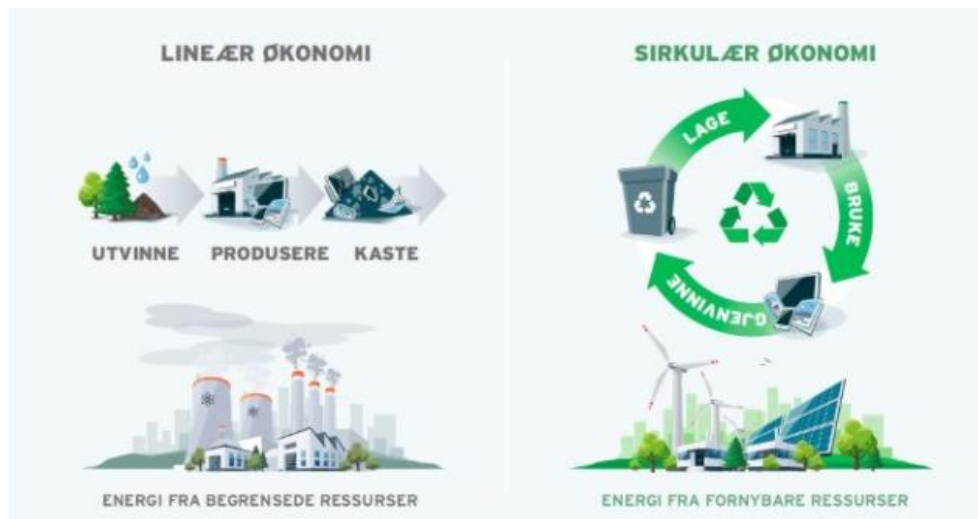 LINEÆR ØKONOMI
UTVINNE
PRODUSERE
KASTE
ENERGI FRA BEGRENSEDE RESSURSER
SIRKULÆR ØKONOMI
LAGE
BRUKE
GJENVINNE
ENERGI FRA FORNYBARE RESSURSER